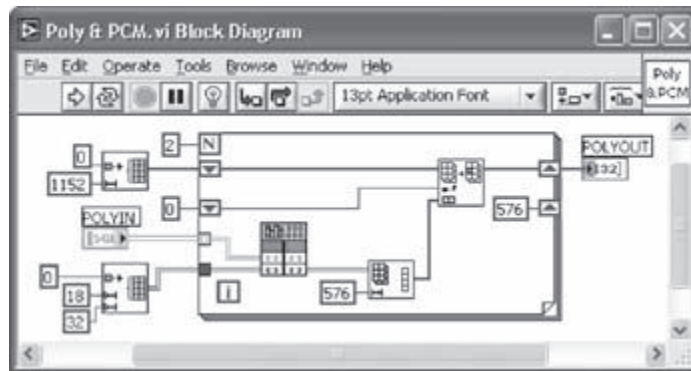 Poly & PCM.vi Block Diagram
File Edit Operate Tools Browse Window Help
13pt Application Font
Poly
& PCM
2
N
0
1152
POLYOUT
[132]
0
576
POLYIN
0
18
32
i
576